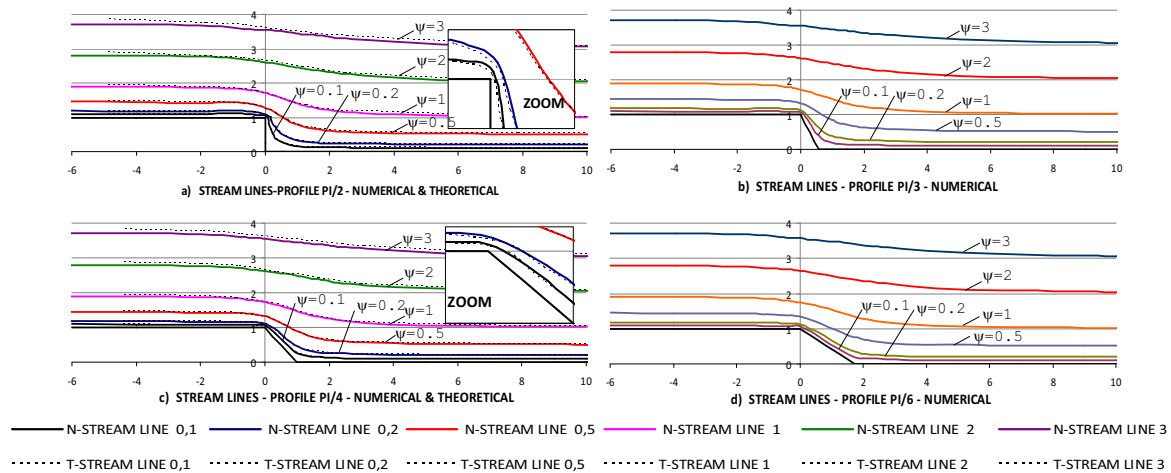 4
3
2
1
0
-6 -4 -2 0 2 4 6 8 10
ψ=3
ψ=2
ψ=0.1
ψ=0.2
ψ=1
ψ=0.5
ZOOM
a) STREAM LINES-PROFILE PI/2 - NUMERICAL & THEORETICAL
4
3
2
1
0
-6 -4 -2 0 2 4 6 8 10
ψ=3
ψ=2
ψ=0.1
ψ=0.2
ψ=1
ψ=0.5
b) STREAM LINES - PROFILE PI/3 - NUMERICAL
4
3
2
1
0
-6 -4 -2 0 2 4 6 8 10
ψ=3
ψ=2
ψ=0.1
ψ=0.2
ψ=1
ψ=0.5
ZOOM
c) STREAM LINES - PROFILE PI/4 - NUMERICAL & THEORETICAL
4
3
2
1
0
-6 -4 -2 0 2 4 6 8 10
ψ=3
ψ=2
ψ=0.1
ψ=0.2
ψ=1
ψ=0.5
d) STREAM LINES - PROFILE PI/6 - NUMERICAL
N-STREAM LINE 0,1 N-STREAM LINE 0,2 N-STREAM LINE 0,5 N-STREAM LINE 1 N-STREAM LINE 2 N-STREAM LINE 3
T-STREAM LINE 0,1 T-STREAM LINE 0,2 T-STREAM LINE 0,5 T-STREAM LINE 1 T-STREAM LINE 2 T-STREAM LINE 3